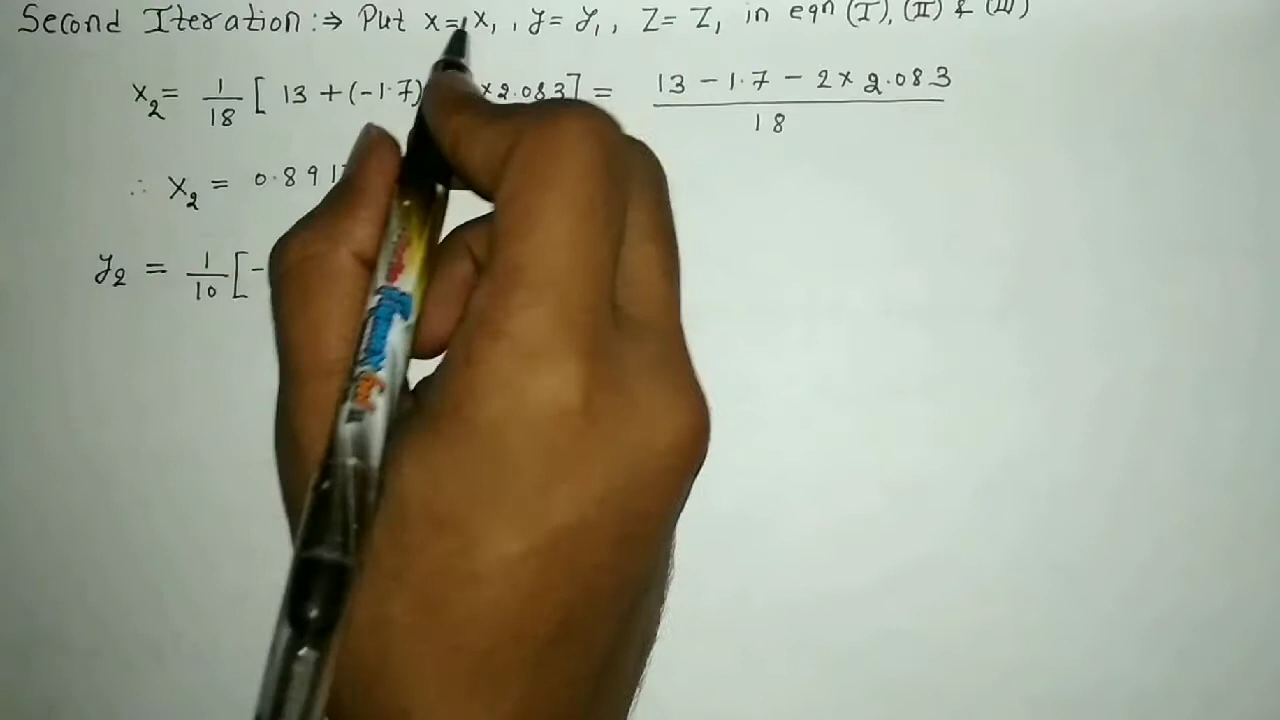 Second Iteration :⇒ Put x = x₁ , y = y₁ , z = z₁ in eqn (I), (II) & (III)
x₂ = 1/18 [ 13 + (-1.7) ×2.083] = 13 - 1.7 - 2×2.083 / 18
∴ x₂ = 0.891
y₂ = 1/10 [-